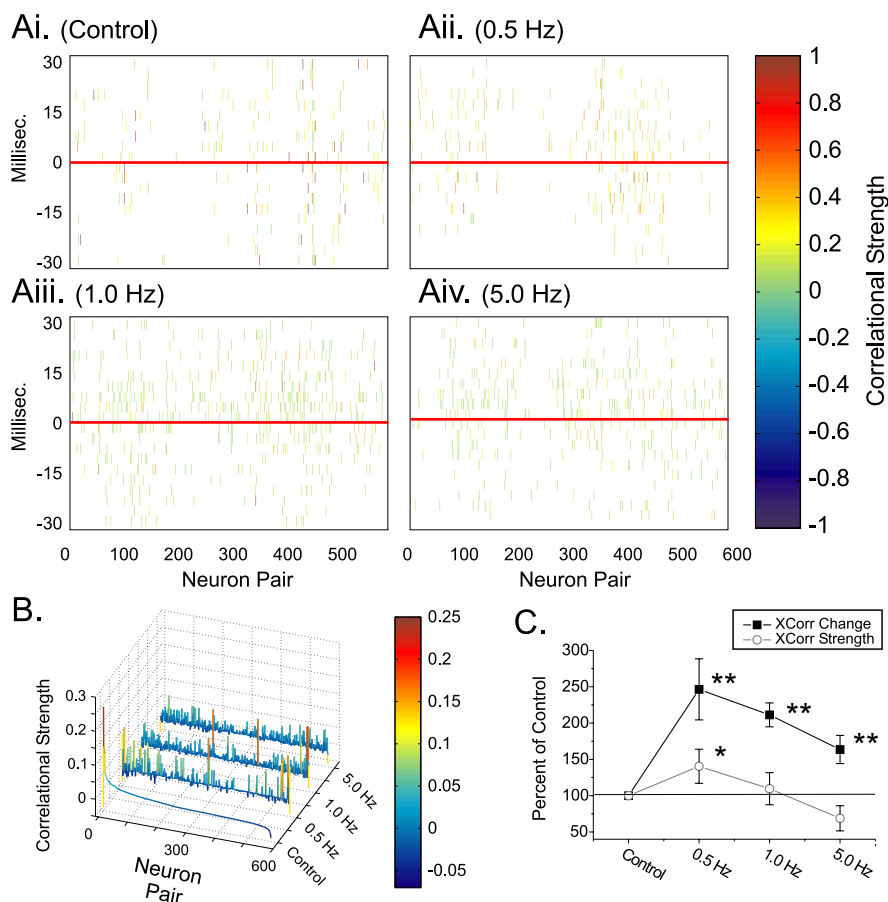 Ai. (Control)
Aii. (0.5 Hz)
30
15
0
-15
-30
Millisec.
1
0.8
0.6
0.4
0.2
0
-0.2
-0.4
-0.6
-0.8
-1
Correlational Strength
Aiii. (1.0 Hz)
Aiv. (5.0 Hz)
30
15
0
-15
-30
Millisec.
0 100 200 300 400 500
0 100 200 300 400 500 600
Neuron Pair
Neuron Pair
B.
0.3
0.2
0.1
0
Correlational Strength
0 300 600
Neuron
Pair
Control
0.5 Hz
1.0 Hz
5.0 Hz
0.25
0.2
0.15
0.1
0.05
0
-0.05
C.
XCorr Change
XCorr Strength
300
250
200
150
100
50
Percent of Control
**
**
**
*
Control
0.5 Hz
1.0 Hz
5.0 Hz